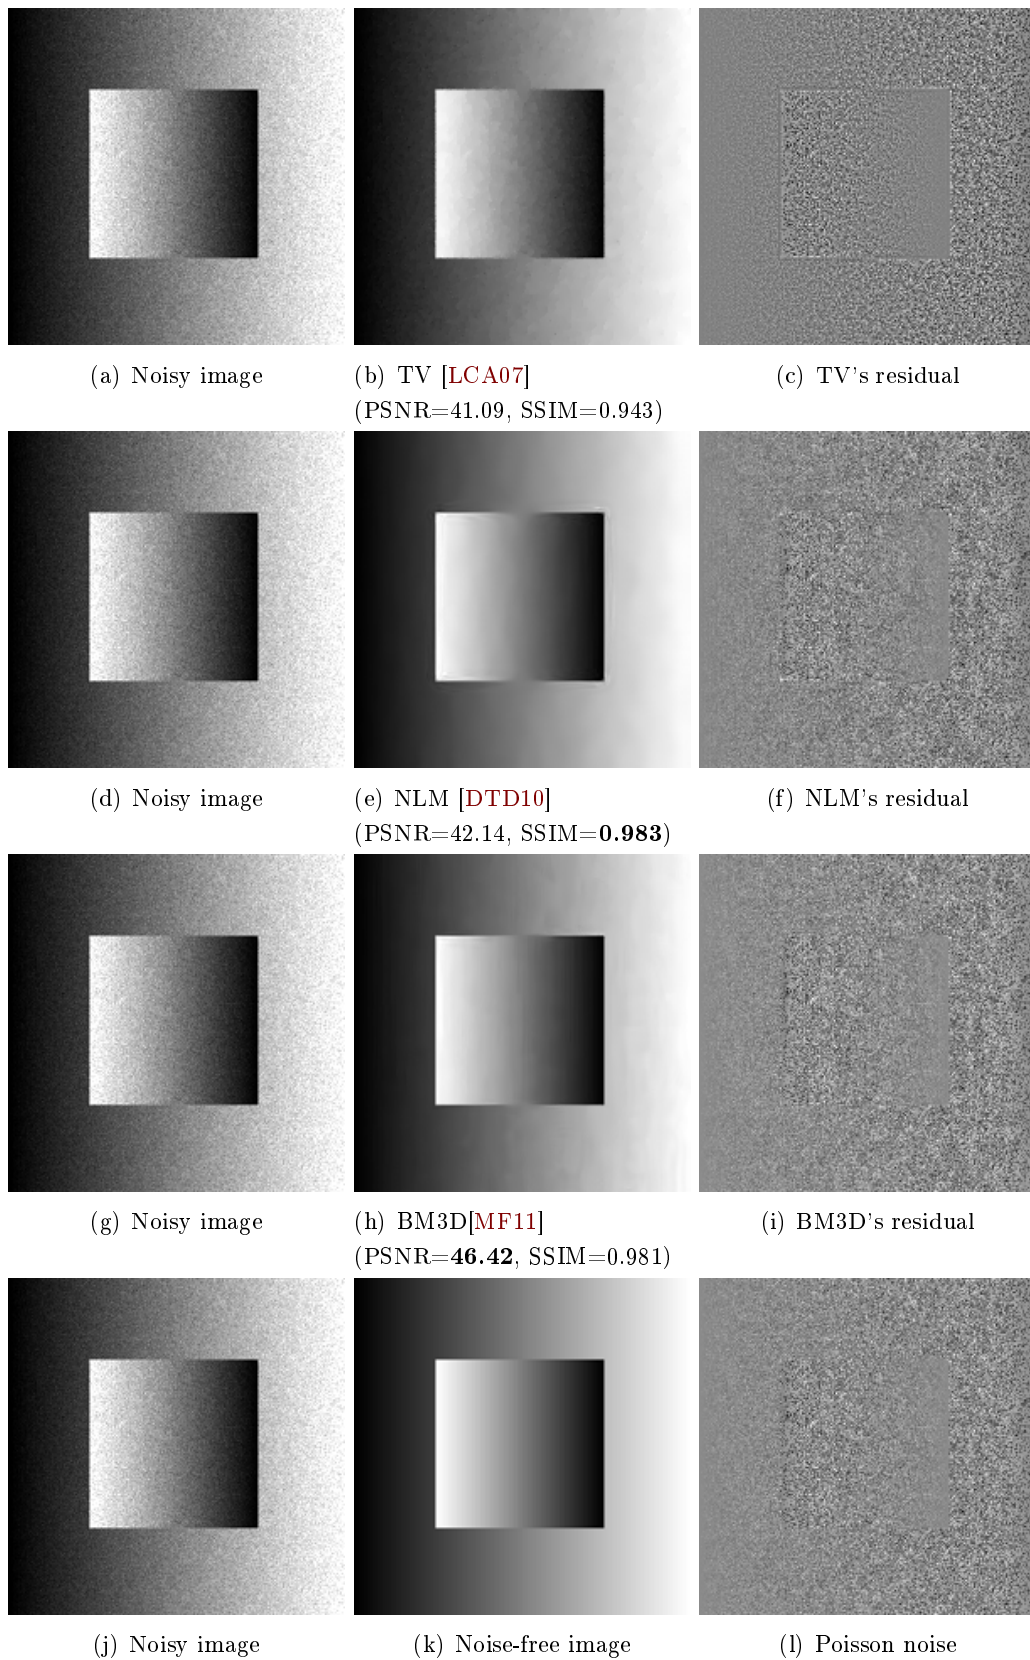 (a) Noisy image
(b) TV [LCA07]
(PSNR=41.09, SSIM=0.943)
(c) TV's residual
(d) Noisy image
(e) NLM [DTD10]
(PSNR=42.14, SSIM=0.983)
(f) NLM's residual
(g) Noisy image
(h) BM3D[MF11]
(PSNR=46.42, SSIM=0.981)
(i) BM3D's residual
(j) Noisy image
(k) Noise-free image
(l) Poisson noise